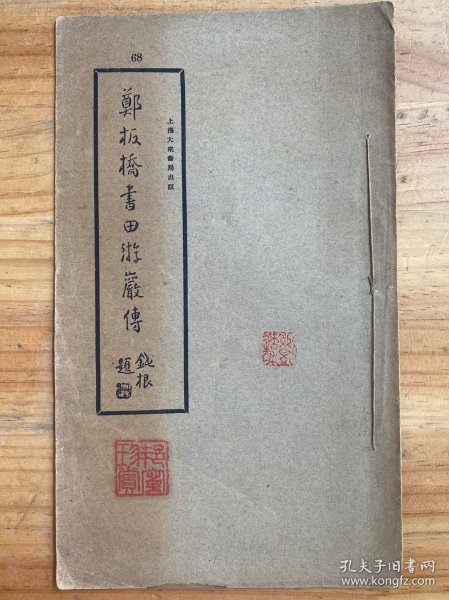 68
鄭板橋書田游巖傳
鈍根
題
上海大衆書局出版
孔夫子旧书网
www.kongfz.com